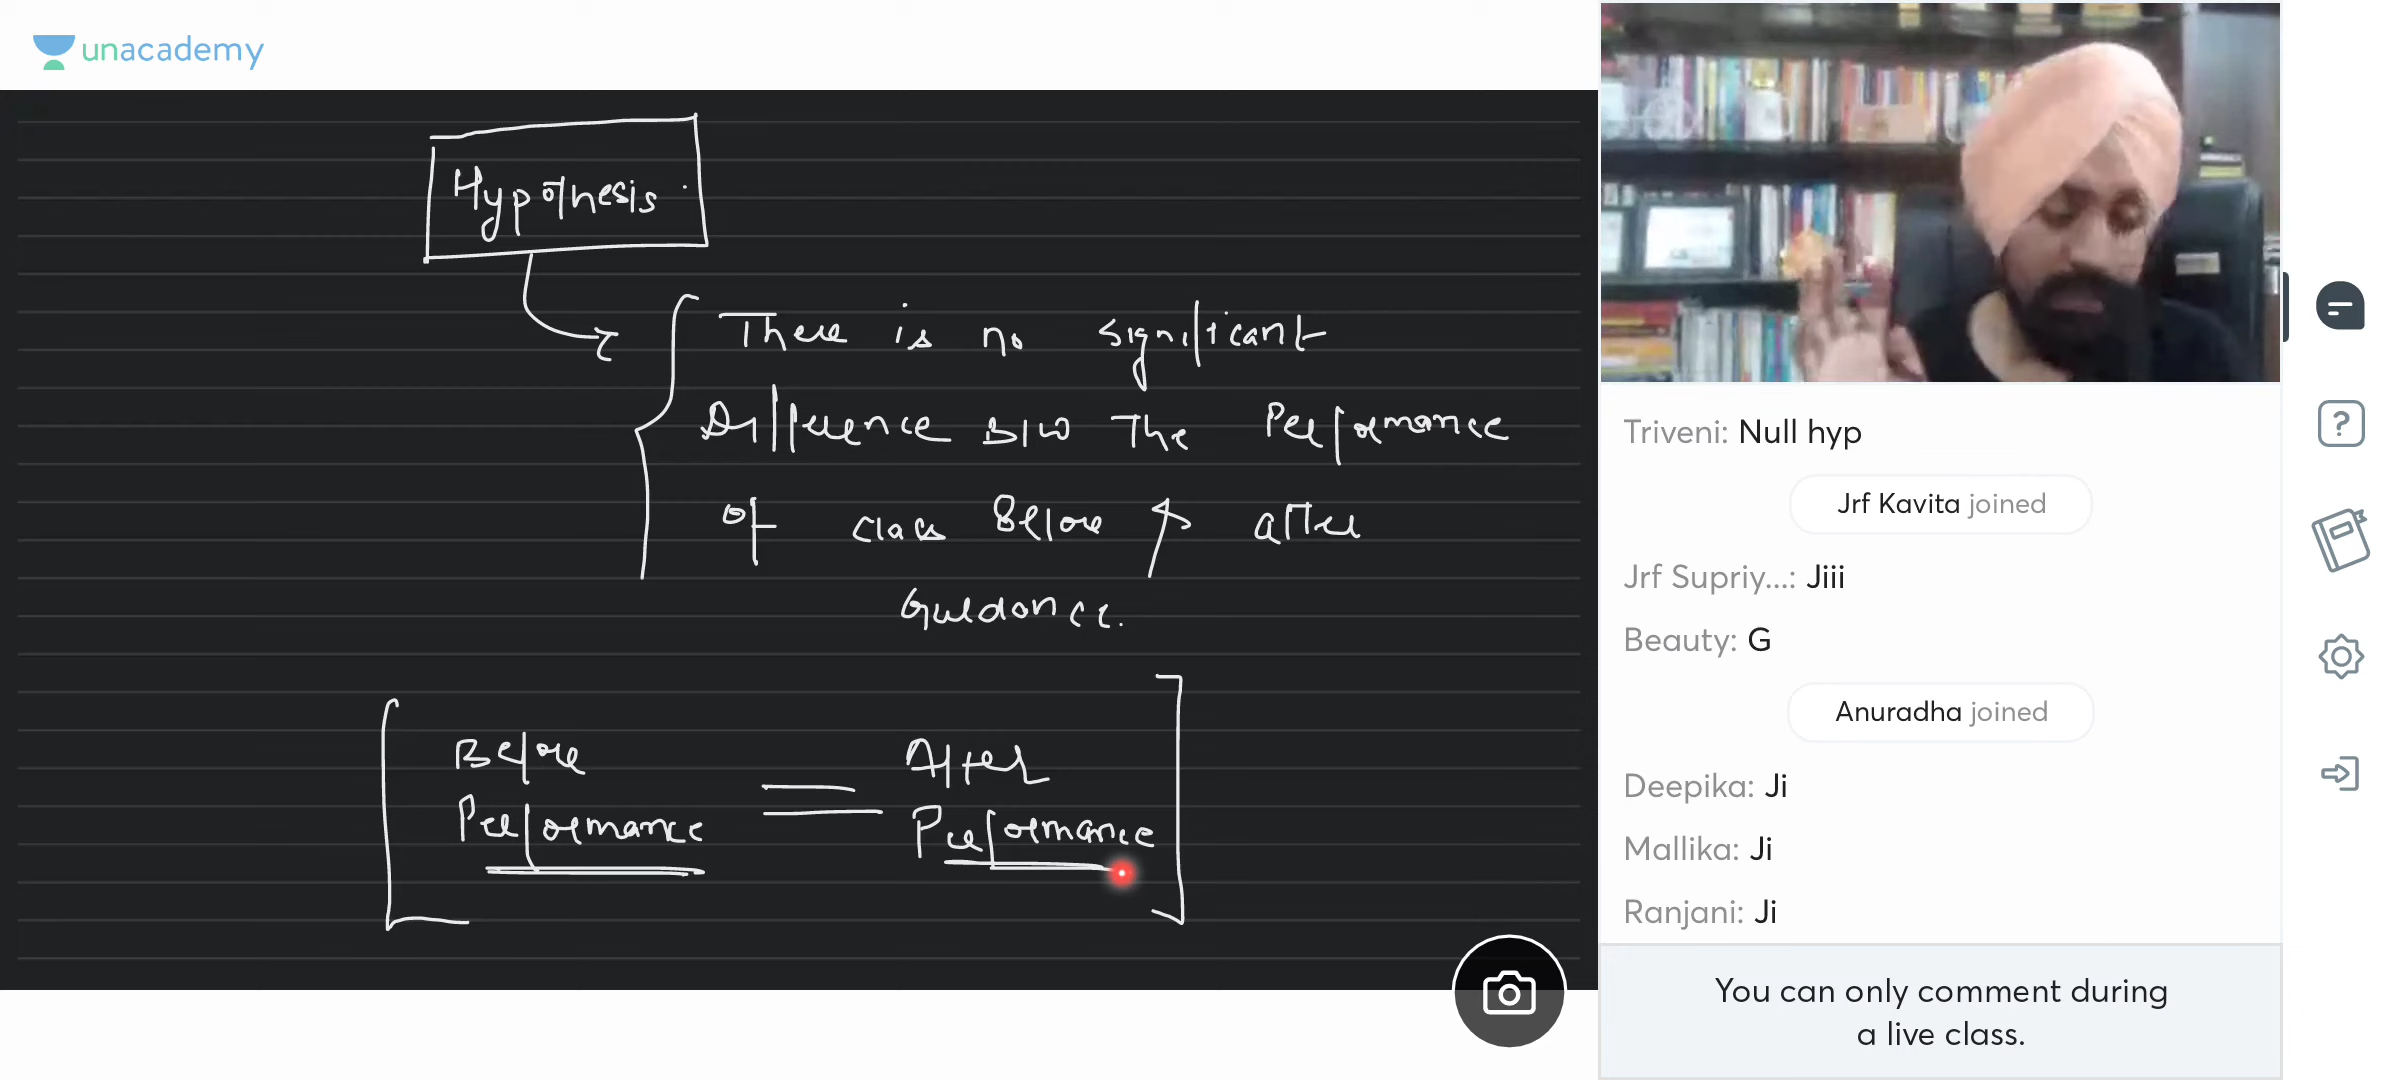 unacademy
Hypothesis.
There is no significant
Difference B/w The Performance
of class Before & after
Guidance.
Before
Performance
=
After
Performance
Triveni: Null hyp
Jrf Kavita joined
Jrf Supriy...: Jiii
Beauty: G
Anuradha joined
Deepika: Ji
Mallika: Ji
Ranjani: Ji
You can only comment during
a live class.